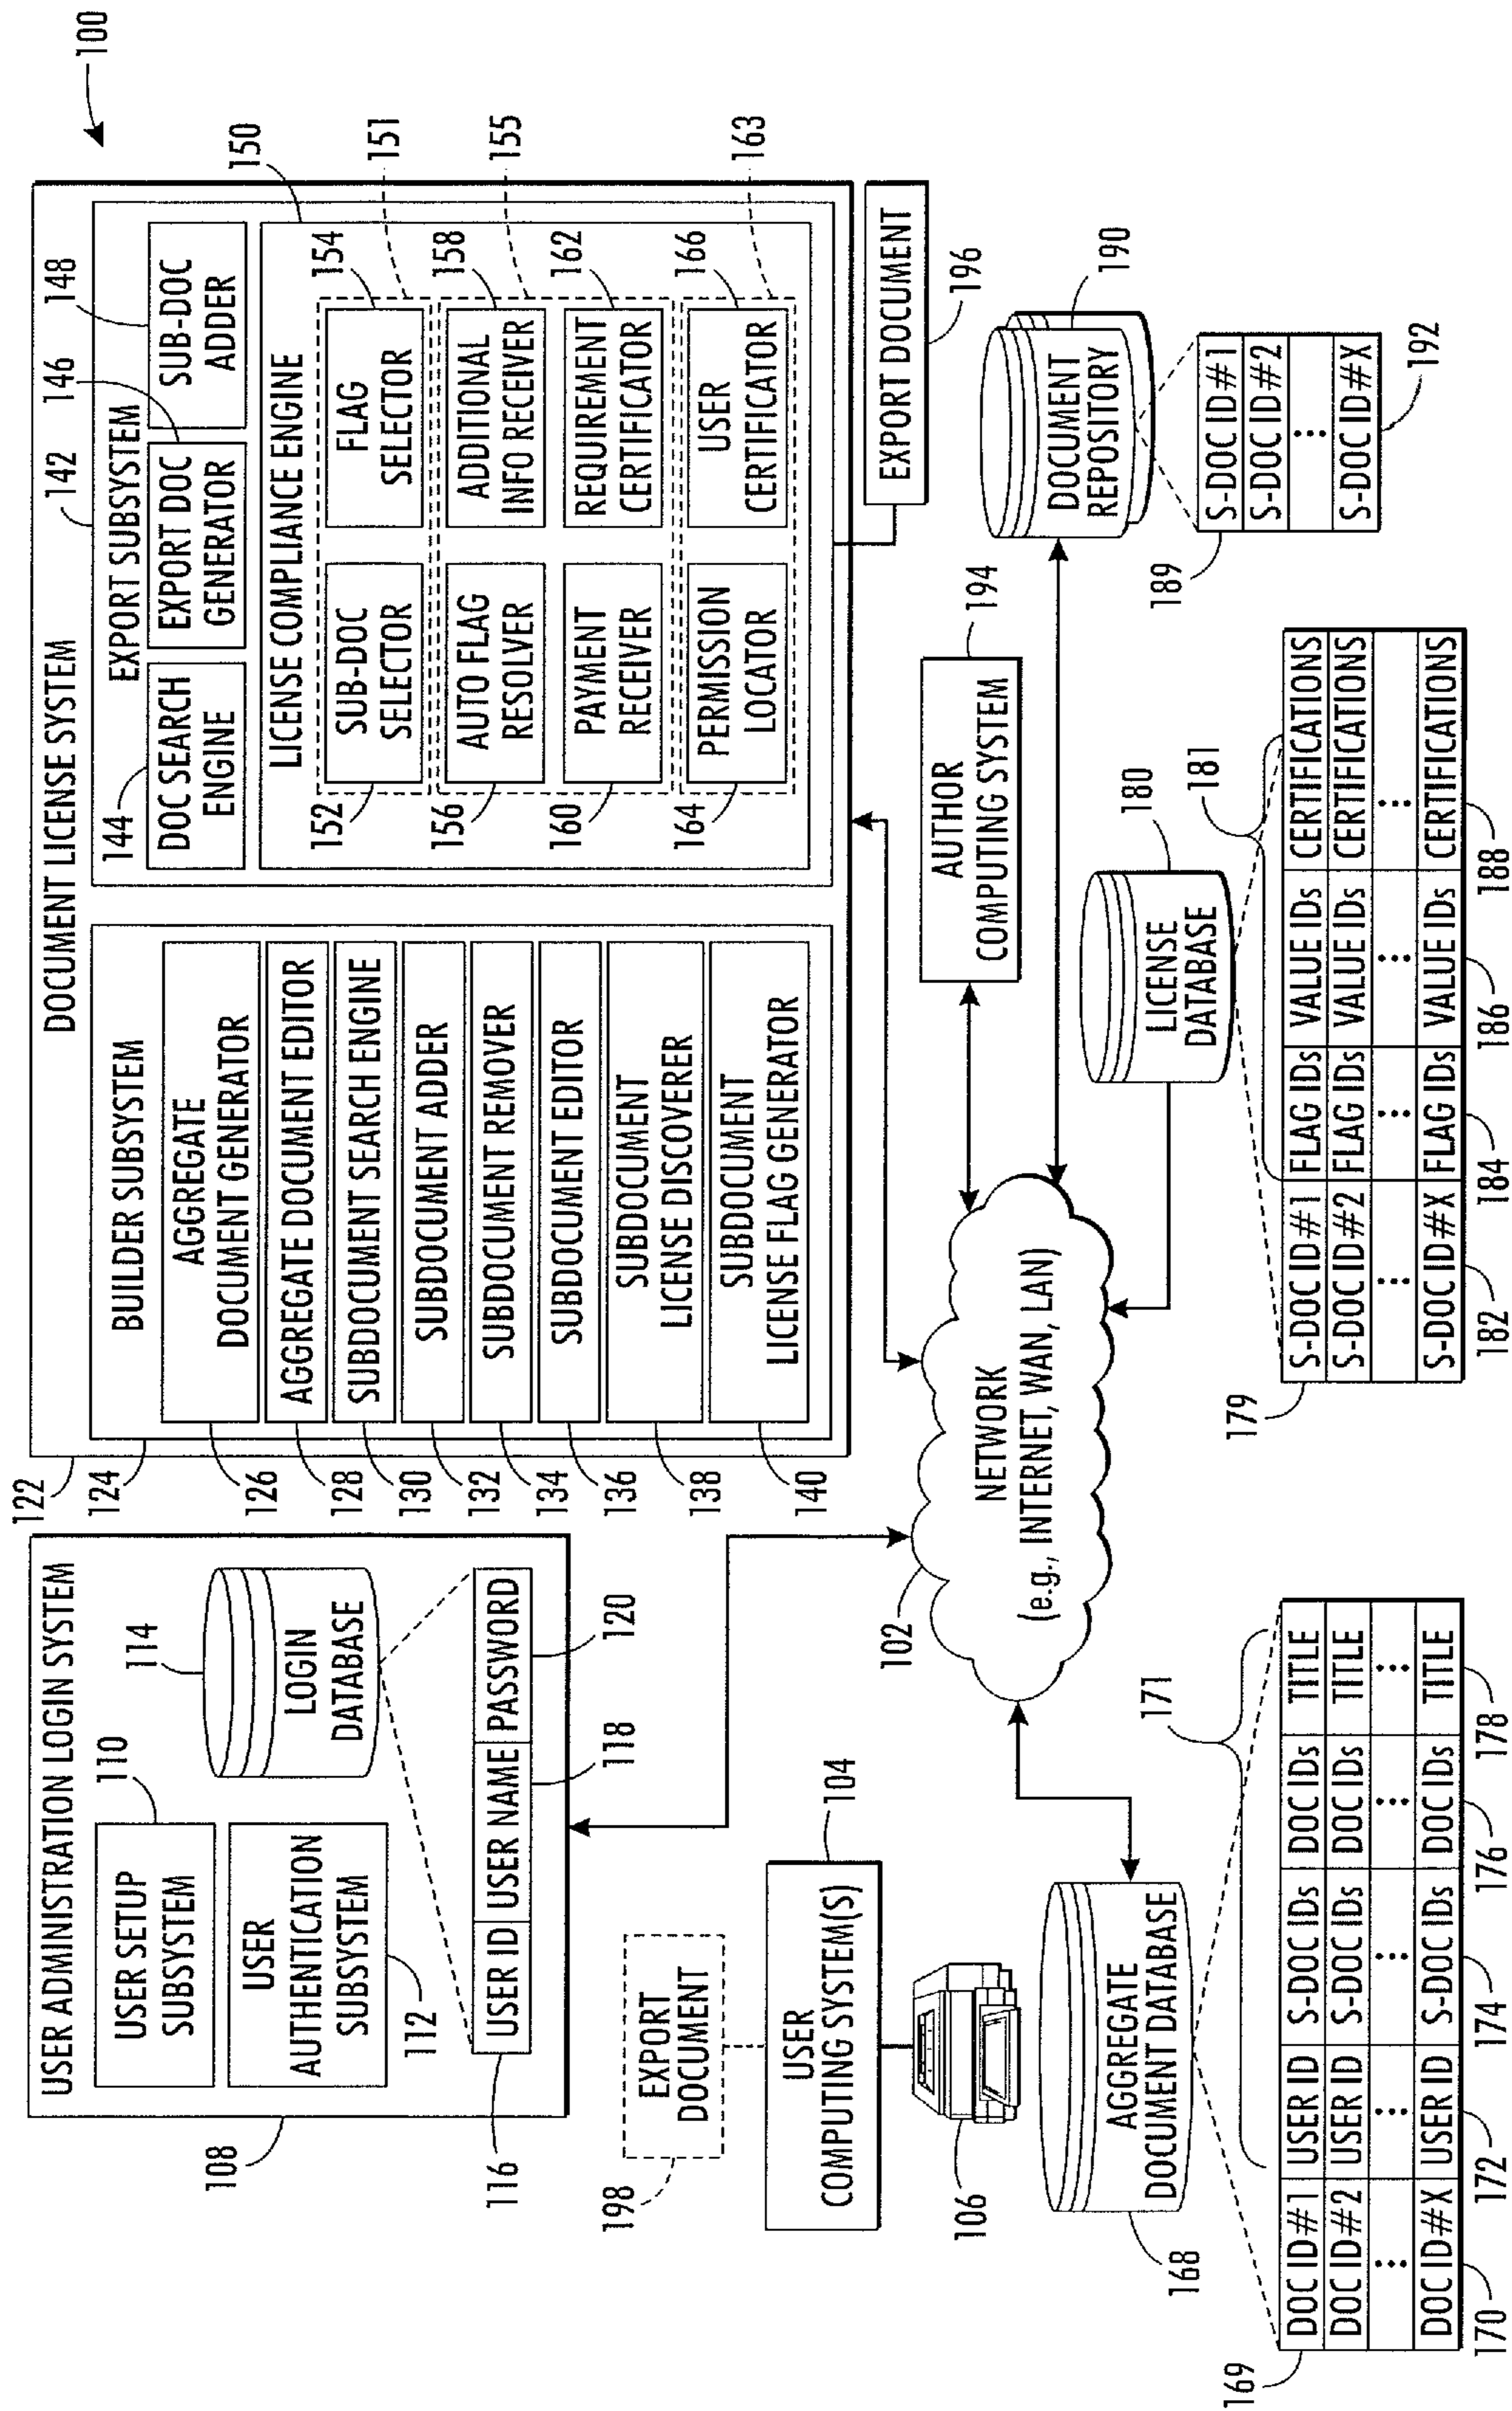 100
USER ADMINISTRATION LOGIN SYSTEM
108
USER SETUP
SUBSYSTEM
110
USER
AUTHENTICATION
SUBSYSTEM
112
114
LOGIN
DATABASE
USER ID USER NAME PASSWORD
116
118
120
DOCUMENT LICENSE SYSTEM
122
124
BUILDER SUBSYSTEM
AGGREGATE
DOCUMENT GENERATOR
126
AGGREGATE DOCUMENT EDITOR
128
SUBDOCUMENT SEARCH ENGINE
130
SUBDOCUMENT ADDER
132
SUBDOCUMENT REMOVER
134
SUBDOCUMENT EDITOR
136
SUBDOCUMENT
LICENSE DISCOVERER
138
SUBDOCUMENT
LICENSE FLAG GENERATOR
140
142
EXPORT SUBSYSTEM
144
DOC SEARCH
ENGINE
146
EXPORT DOC
GENERATOR
148
SUB-DOC
ADDER
150
LICENSE COMPLIANCE ENGINE
151
152
SUB-DOC
SELECTOR
154
FLAG
SELECTOR
155
156
AUTO FLAG
RESOLVER
158
ADDITIONAL
INFO RECEIVER
160
PAYMENT
RECEIVER
162
REQUIREMENT
CERTIFICATOR
163
164
PERMISSION
LOCATOR
166
USER
CERTIFICATOR
EXPORT DOCUMENT
196
198
EXPORT
DOCUMENT
USER
COMPUTING SYSTEM(S)
104
106
102
NETWORK
(e.g., INTERNET, WAN, LAN)
AUTHOR
COMPUTING SYSTEM
194
DOCUMENT
REPOSITORY
190
189
S-DOC ID#1
S-DOC ID#2
...
S-DOC ID#X
192
168
AGGREGATE
DOCUMENT DATABASE
171
169
DOC ID#1 USER ID S-DOC IDs DOC IDs TITLE
DOC ID#2 USER ID S-DOC IDs DOC IDs TITLE
... ... ... ... ...
DOC ID#X USER ID S-DOC IDs DOC IDs TITLE
170 172 174 176 178
LICENSE
DATABASE
180
181
179
S-DOC ID#1 FLAG IDs VALUE IDs CERTIFICATIONS
S-DOC ID#2 FLAG IDs VALUE IDs CERTIFICATIONS
... ... ... ...
S-DOC ID#X FLAG IDs VALUE IDs CERTIFICATIONS
182 184 186 188